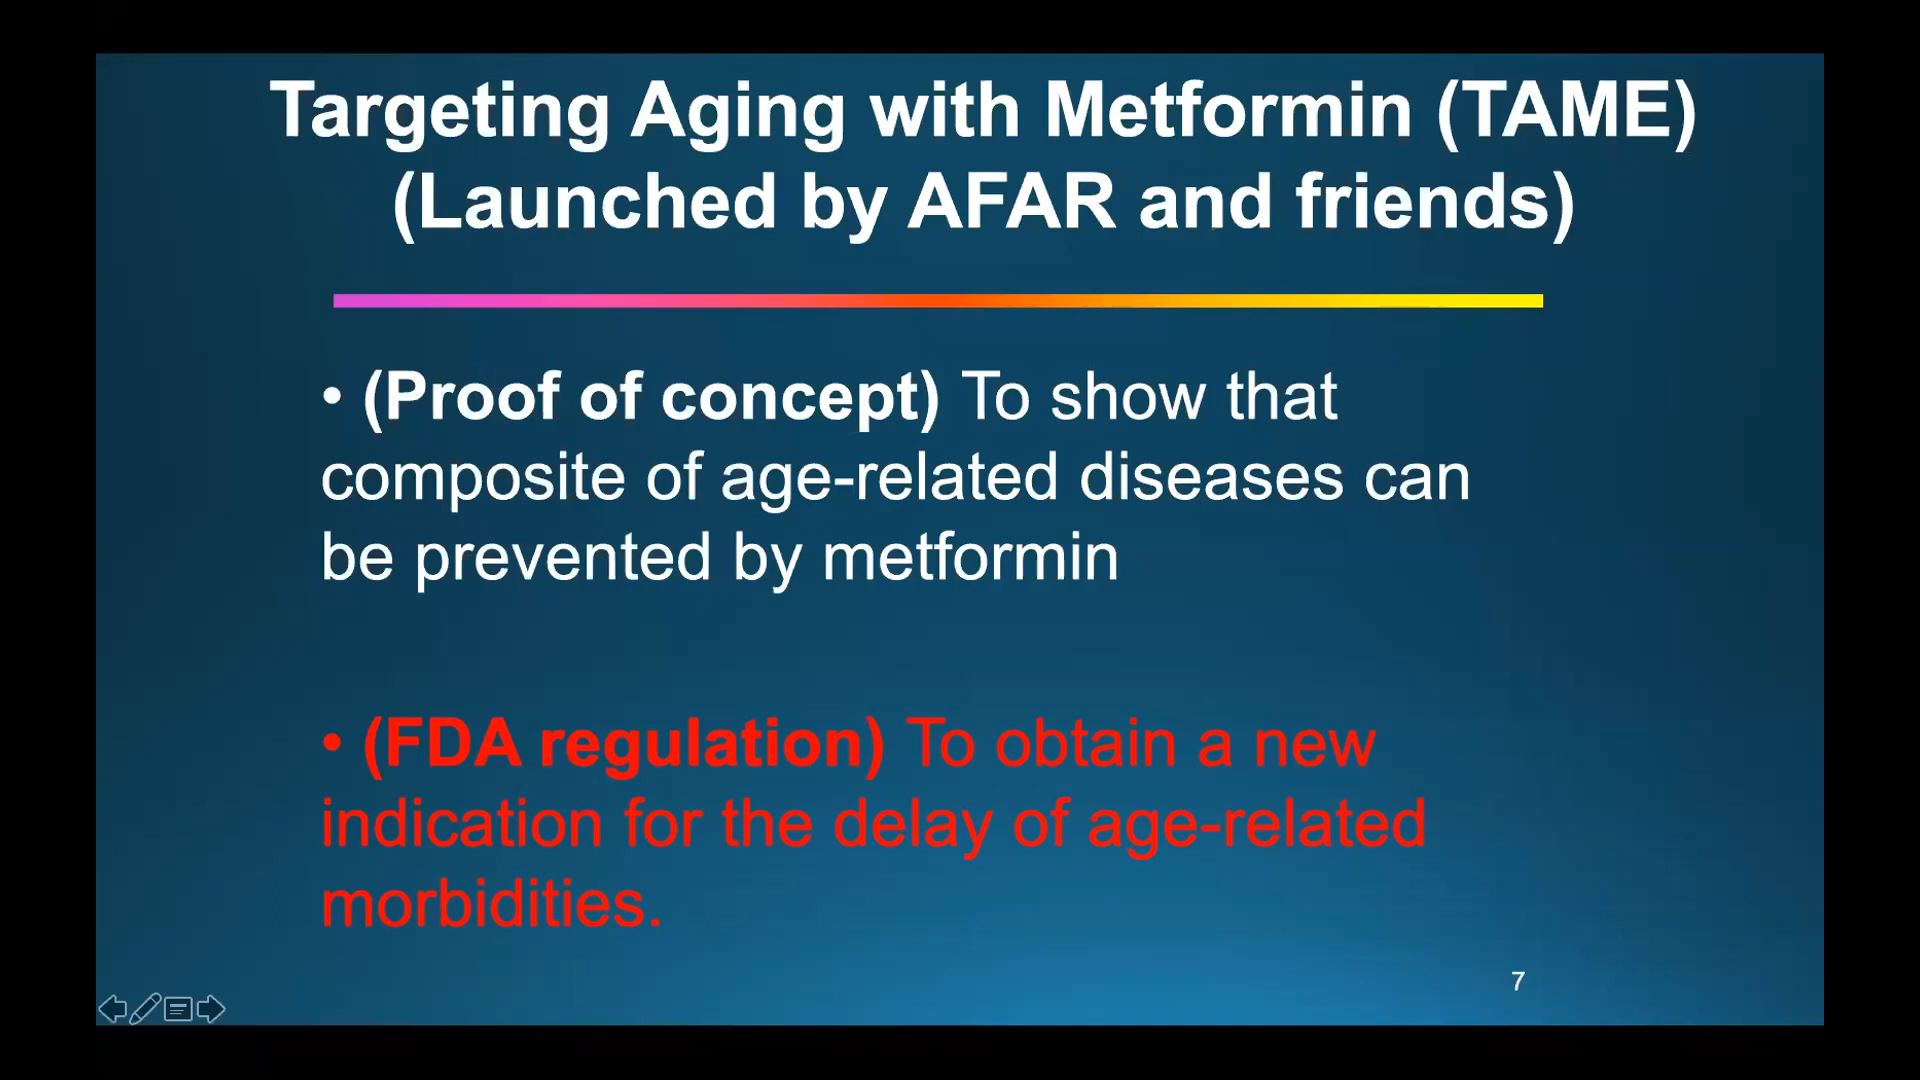 Targeting Aging with Metformin (TAME)
(Launched by AFAR and friends)
• (Proof of concept) To show that
composite of age-related diseases can
be prevented by metformin
• (FDA regulation) To obtain a new
indication for the delay of age-related
morbidities.
7